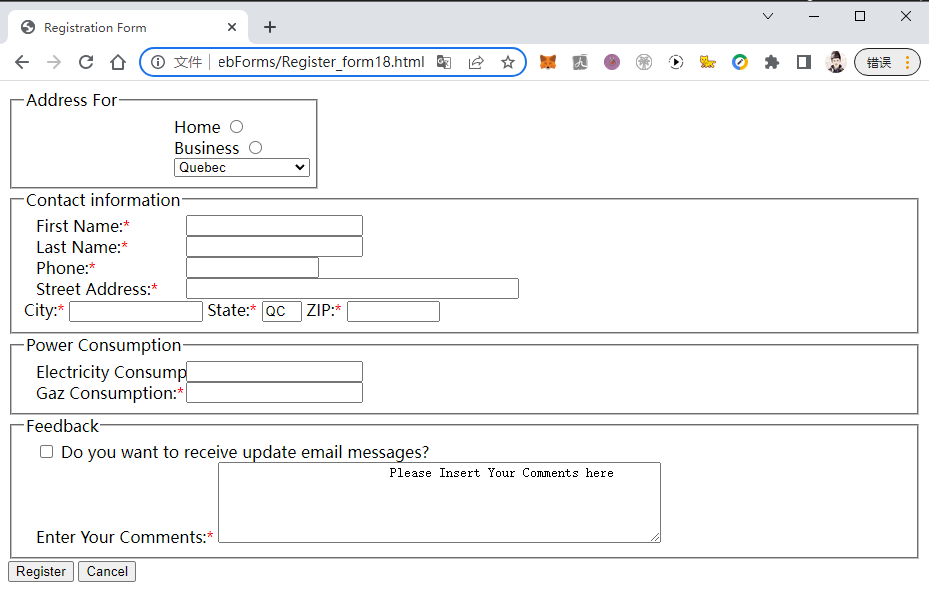 Registration Form
文件 ebForms/Register_form18.html 错误
Address For
Home
Business
Quebec
Contact information
First Name:*
Last Name:*
Phone:*
Street Address:*
City:* State:* QC ZIP:*
Power Consumption
Electricity Consump
Gaz Consumption:*
Feedback
Do you want to receive update email messages?
Please Insert Your Comments here
Enter Your Comments:*
Register Cancel